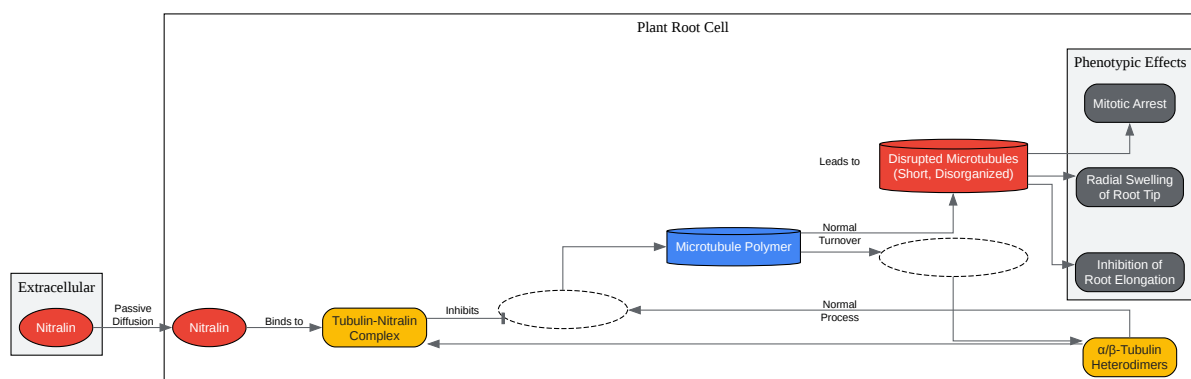 Plant Root Cell
Phenotypic Effects
Mitotic Arrest
Leads to
Disrupted Microtubules
(Short, Disorganized)
Radial Swelling
of Root Tip
Normal
Turnover
Microtubule Polymer
Inhibition of
Root Elongation
Extracellular
Nitralin
Passive
Diffusion
Nitralin
Binds to
Tubulin-Nitralin
Complex
Inhibits
Normal
Process
α/β-Tubulin
Heterodimers